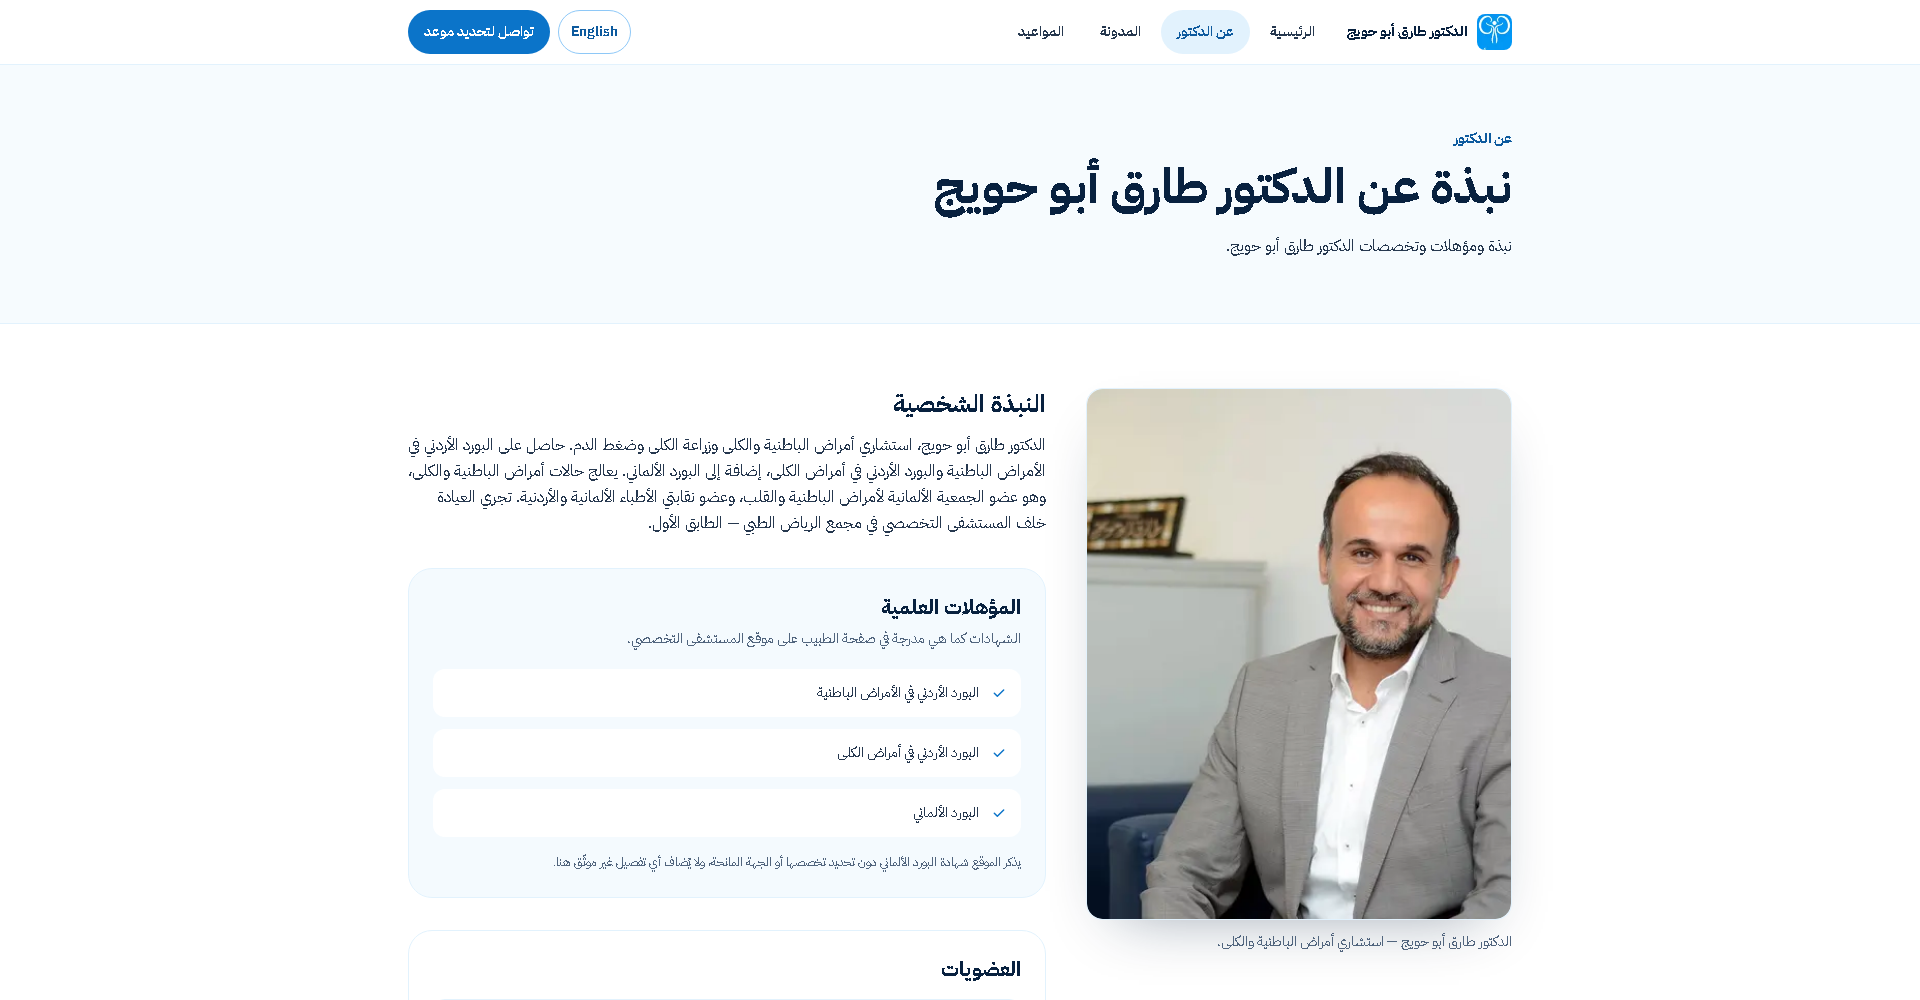 الدكتور طارق أبو حويج
الرئيسية
عن الدكتور
المدونة
المواعيد
English
تواصل لتحديد موعد
عن الدكتور
نبذة عن الدكتور طارق أبو حويج
نبذة ومؤهلات وتخصصات الدكتور طارق أبو حويج.
النبذة الشخصية
الدكتور طارق أبو حويج، استشاري أمراض الباطنية والكلى وزراعة الكلى وضغط الدم. حاصل على البورد الأردني في
الأمراض الباطنية والبورد الأردني في أمراض الكلى، إضافة إلى البورد الألماني. يعالج حالات أمراض الباطنية والكلى،
وهو عضو الجمعية الألمانية لأمراض الباطنية والقلب، وعضو نقابتي الأطباء الألمانية والأردنية. تجري العيادة
خلف المستشفى التخصصي في مجمع الرياض الطبي — الطابق الأول.
المؤهلات العلمية
الشهادات كما هي مدرجة في صفحة الطبيب على موقع المستشفى التخصصي.
البورد الأردني في الأمراض الباطنية
البورد الأردني في أمراض الكلى
البورد الألماني
يذكر الموقع شهادة البورد الألماني دون تحديد تخصصها أو الجهة المانحة، ولا يُضاف أي تفصيل غير موثّق هنا.
العضويات
الدكتور طارق أبو حويج — استشاري أمراض الباطنية والكلى.